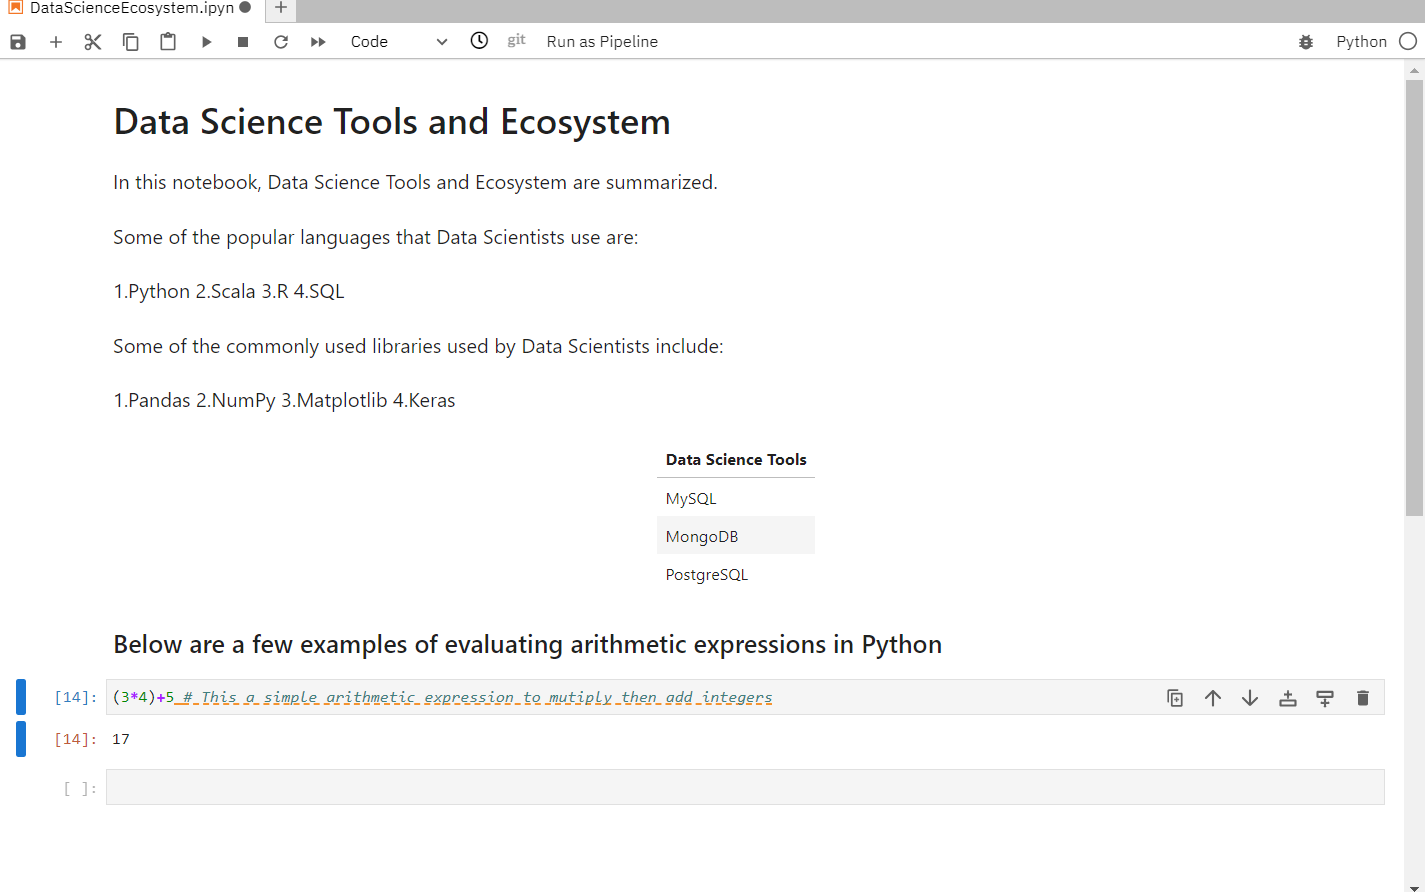 DataScienceEcosystem.ipyn
Code
git
Run as Pipeline
Python
Data Science Tools and Ecosystem
In this notebook, Data Science Tools and Ecosystem are summarized.
Some of the popular languages that Data Scientists use are:
1.Python 2.Scala 3.R 4.SQL
Some of the commonly used libraries used by Data Scientists include:
1.Pandas 2.NumPy 3.Matplotlib 4.Keras
Data Science Tools
MySQL
MongoDB
PostgreSQL
Below are a few examples of evaluating arithmetic expressions in Python
[14]: (3*4)+5 # This a simple arithmetic expression to mutiply then add integers
[14]: 17
[ ]: